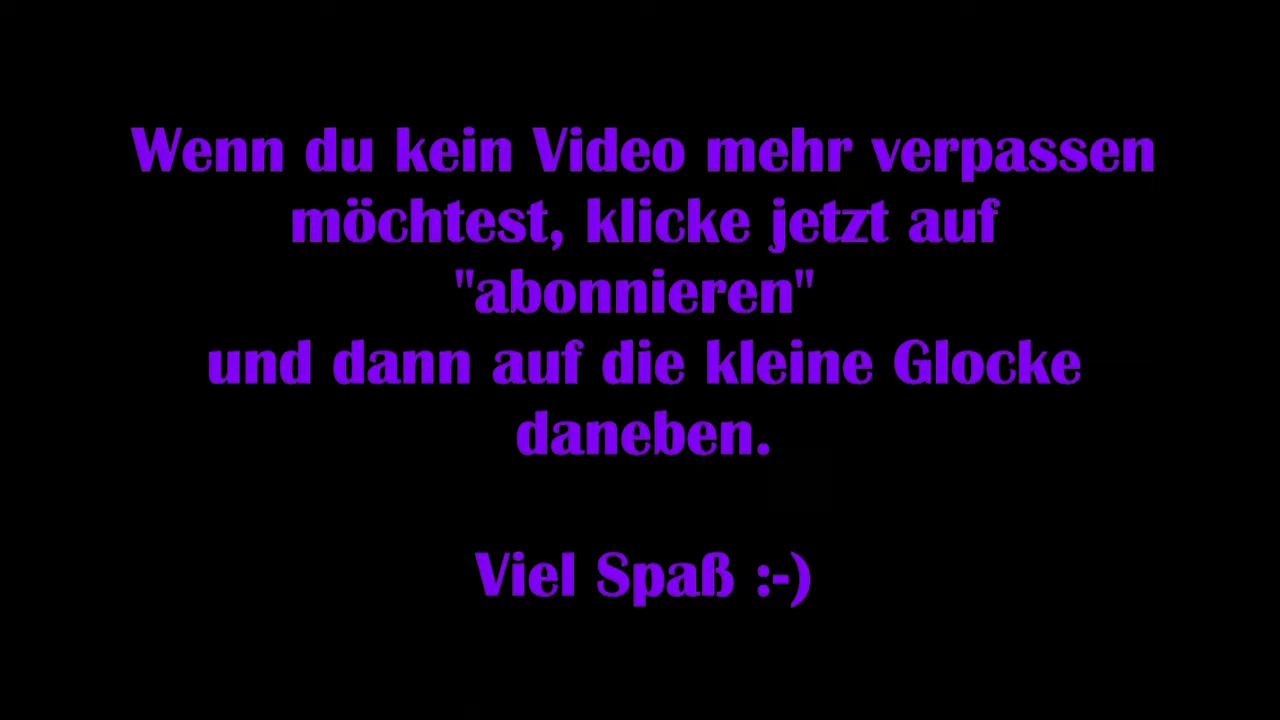 Wenn du kein Video mehr verpassen
möchtest, klicke jetzt auf
"abonnieren"
und dann auf die kleine Glocke
daneben.
Viel Spaß :-)